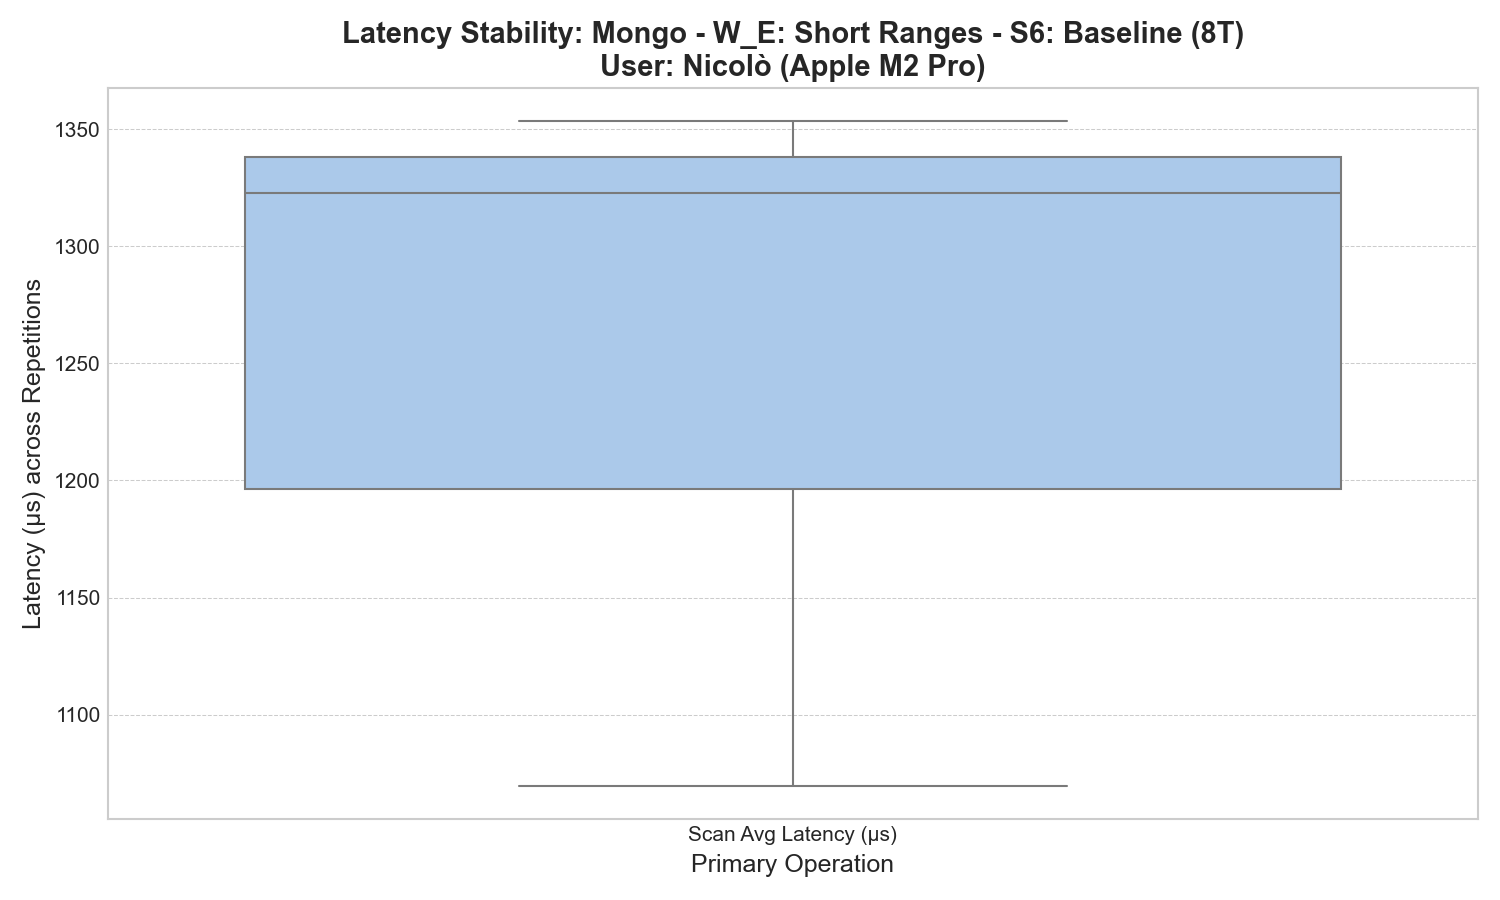 Latency Stability: Mongo - W_E: Short Ranges - S6: Baseline (8T)
User: Nicolò (Apple M2 Pro)
Latency (µs) across Repetitions
1350
1300
1250
1200
1150
1100
Scan Avg Latency (µs)
Primary Operation